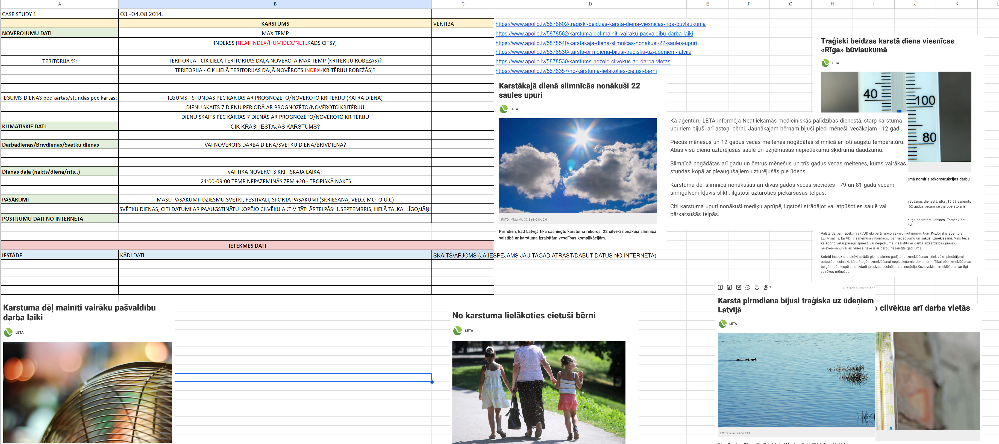 A B C D E F G H I J K L
CASE STUDY 1 03.-04.08.2014.
KARSTUMS VĒRTĪBA https://www.apollo.lv/5878602/tragiski-beidzas-karsta-diena-viesnicas-riga-buvlaukuma
NOVĒROJUMU DATI MAX TEMP https://www.apollo.lv/5878562/karstuma-del-mainiti-vairaku-pasvaldibu-darba-laiki
INDEKSS (HEAT INDEX/HUMIDEX/NET..KĀDS CITS?) https://www.apollo.lv/5878540/karstakaja-diena-slimnicas-nonakusi-22-saules-upuri
https://www.apollo.lv/5878536/karsta-pirmdiena-bijusi-tragiska-uz-udeniem-latvija
TERITORIJA %: TERITORIJA - CIK LIELĀ TERITORIJAS DAĻĀ NOVĒROTA MAX TEMP (KRITĒRIJU ROBEŽĀS)? https://www.apollo.lv/5878530/karstums-nezelo-cilvekus-ari-darba-vietas
TERITORIJA - CIK LIELĀ TERITORIJAS DAĻĀ NOVĒROTS INDEX (KRITĒRIJU ROBEŽĀS)? https://www.apollo.lv/5878357/no-karstuma-lielakoties-cietusi-berni
ILGUMS-DIENAS pēc kārtas/stundas pēc kārtas: ILGUMS - STUNDAS PĒC KĀRTAS AR PROGNOZĒTO/NOVĒROTO KRITĒRIJU (KATRĀ DIENĀ)
DIENU SKAITS 7 DIENU PERIODĀ AR PROGNOZĒTO/NOVĒROTO KRITĒRIJU
DIENU SKAITS PĒC KĀRTAS 7 DIENĀS AR PROGNOZĒTO/NOVĒROTO KRITĒRIJU
KLIMATISKIE DATI CIK KRASI IESTĀJĀS KARSTUMS?
Darbadienas/Brīvdienas/Svētku dienas VAI NOVĒROTS DARBA DIENĀ/SVĒTKU DIENĀ/BRĪVDIENĀ?
Dienas daļa (nakts/diena/rīts..) vAI TIKA NOVĒROTS KRITISKAJĀ LAIKĀ?
21:00-09:00 TEMP NEPAZEMINĀS ZEM +20 - TROPISKĀ NAKTS
PASĀKUMI MASU PASĀKUMI: DZIESMU SVĒTKI, FESTIVĀLI, SPORTA PASĀKUMI (SKRIEŠANA, VELO, MOTO U.C)
SVĒTKU DIENAS, CITI DATUMI AR PAAUGSTINĀTU KOPĒJO CILVĒKU AKTIVITĀTI ĀRTELPĀS: 1.SEPTEMBRIS, LIELĀ TALKA, LĪGO/JĀŅI
POSTIJUMU DATI NO INTERNETA
IETEKMES DATI
IESTĀDE KĀDI DATI SKAITS/APJOMS (JA IESPĒJAMS JAU TAGAD ATRAST/DABŪT DATUS NO INTERNETA)
Karstākajā dienā slimnīcās nonākuši 22
saules upuri
LETA
FOTO: **Mary**, CC BY-NC-SA 2.0
Pirmdien, kad Latvijā tika sasniegts karstuma rekords, 22 cilvēki nonākuši slimnīcā
saistībā ar karstuma izraisītām veselības komplikācijām.
Kā aģentūru LETA informēja Neatliekamās medicīniskās palīdzības dienestā, starp karstuma
upuriem bijuši arī astoņi bērni. Jaunākajam bērnam bijuši pieci mēneši, vecākajam - 12 gadi.
Piecus mēnešus un 12 gadus vecas meitenes nogādātas slimnīcā ar ļoti augstu temperatūru.
Abas visu dienu uzturējušās saulē un uzņēmušas nepietiekamu šķidruma daudzumu.
Slimnīcā nogādātas arī gadu un četrus mēnešus un trīs gadus vecas meitenes, kuras vairākas
stundas kopā ar pieaugušajiem uzturējušās pie ūdens.
Karstuma dēļ slimnīcā nonākušas arī divas gados vecas sievietes - 79 un 81 gadu vecām
sirmgalvēm kļuvis slikti, ilgstoši uzturoties piekarsušās telpās.
Citi karstuma upuri nonākuši mediķu aprūpē, ilgstoši strādājot vai atpūšoties saulē vai
pārkarsušās telpās.
Traģiski beidzas karstā diena viesnīcas
«Rīga» būvlaukumā
LETA
40
100
80
umā nomiris rekonstrukcijas darbu
glābšanas dienestā, plkst.16.59 saņemts
62 gadus vecam celtņa operatoram
eltņa operatora kabīnes. Tomēr vīrieti
āvi.
Valsts darba inspekcijas (VDI) eksperts ārējo sakaru jautājumos Uģis Kozlovskis aģentūrai
LETA sacīja, ka VDI ir saņēmusi informāciju par negadījumu un sākusi izmeklēšanu. Viņš teica,
ka šobrīd vēl ir pāragri spriest, vai negadījums ir saistīts ar darba aizsardzības prasību
neievērošanu vai arī vīrieša nāve ir ar darbu nesaistīts gadījums.
Šobrīd inspektors aktīvi strādā pie nelaimes gadījuma izmeklēšanas - tiek vākti pierādījumi,
aptaujāti liecinieki, kā arī iegūti izmeklēšanai nepieciešamie dokumenti. Tikai pēc izmeklēšanas
beigām būs iespējams izdarīt precīzus secinājumus, norādīja Kozlovskis. Izmeklēšana var ilgt
vairākus mēnešus.
Karstuma dēļ mainīti vairāku pašvaldību
darba laiki
LETA
No karstuma lielākoties cietuši bērni
LETA
7 2014. gada 5. augusts 08:47
Karstā pirmdiena bijusi traģiska uz ūdeņiem
Latvijā
LETA
FOTO: Ieva Lūka/LETA
o cilvēkus arī darba vietās
40
30
20
10